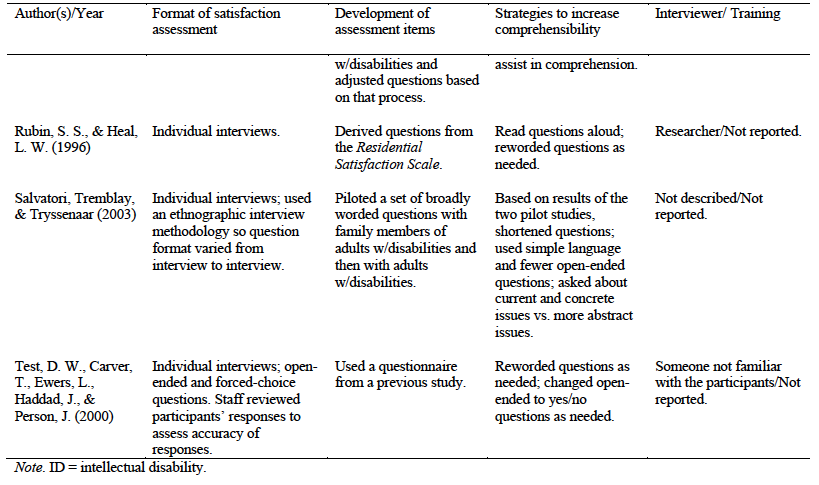 Author(s)/Year
Format of satisfaction
assessment
Development of
assessment items
Strategies to increase
comprehensibility
Interviewer/ Training
w/disabilities and
adjusted questions based
on that process.
assist in comprehension.
Rubin, S. S., & Heal,
L. W. (1996)
Individual interviews.
Derived questions from
the Residential
Satisfaction Scale.
Read questions aloud;
reworded questions as
needed.
Researcher/Not reported.
Salvatori, Tremblay,
& Tryssenaar (2003)
Individual interviews; used
an ethnographic interview
methodology so question
format varied from
interview to interview.
Piloted a set of broadly
worded questions with
family members of
adults w/disabilities and
then with adults
w/disabilities.
Based on results of the
two pilot studies,
shortened questions;
used simple language
and fewer open-ended
questions; asked about
current and concrete
issues vs. more abstract
issues.
Not described/Not
reported.
Test, D. W., Carver,
T., Ewers, L.,
Haddad, J., &
Person, J. (2000)
Individual interviews; open-
ended and forced-choice
questions. Staff reviewed
participants’ responses to
assess accuracy of
responses.
Used a questionnaire
from a previous study.
Reworded questions as
needed; changed open-
ended to yes/no
questions as needed.
Someone not familiar
with the participants/Not
reported.
Note. ID = intellectual disability.